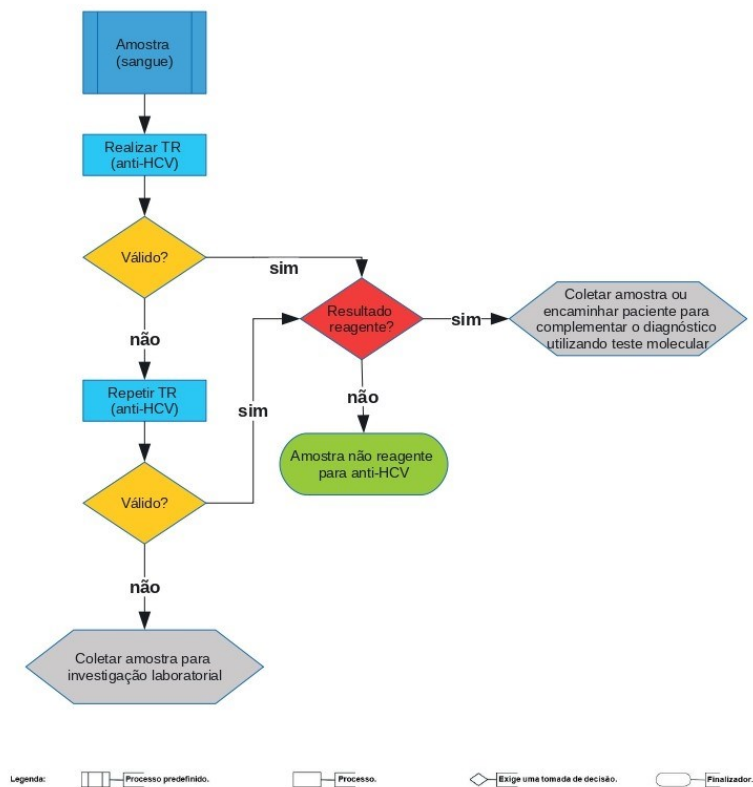 Amostra
(sangue)
Realizar TR
(anti-HCV)
Válido?
sim
Resultado
reagente?
sim
Coletar amostra ou
encaminhar paciente para
complementar o diagnóstico
utilizando teste molecular
não
Repetir TR
(anti-HCV)
sim
não
Amostra não reagente
para anti-HCV
Válido?
não
Coletar amostra para
investigação laboratorial
Legenda:
Processo predefinido.
Processo.
Exige uma tomada de decisão.
Finalizador.